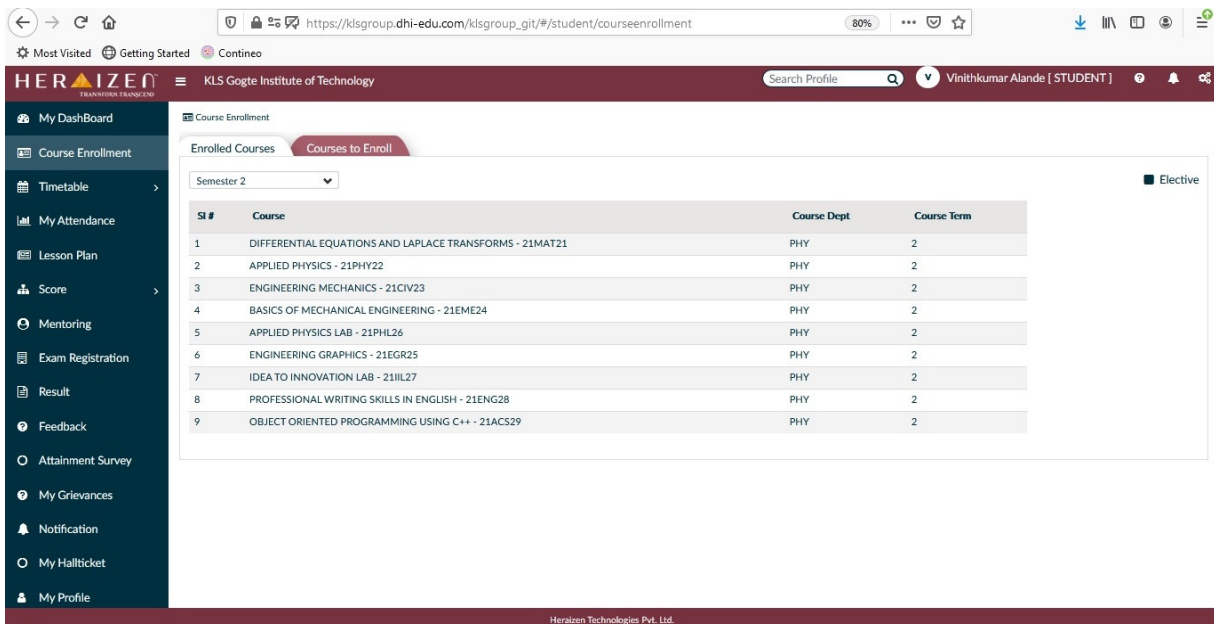 https://klsgroup.dhi-edu.com/klsgroup_git/#/student/courseenrollment 80%
Most Visited Getting Started Contineo
HERAIZEN
TRANSFORM TRANSCEND
KLS Gogte Institute of Technology Search Profile V Vinithkumar Alande [ STUDENT ]
My DashBoard
Course Enrollment
Timetable
My Attendance
Lesson Plan
Score
Mentoring
Exam Registration
Result
Feedback
Attainment Survey
My Grievances
Notification
My Hallticket
My Profile
Course Enrollment
Enrolled Courses Courses to Enroll
Semester 2 Elective
Sl # Course Course Dept Course Term
1 DIFFERENTIAL EQUATIONS AND LAPLACE TRANSFORMS - 21MAT21 PHY 2
2 APPLIED PHYSICS - 21PHY22 PHY 2
3 ENGINEERING MECHANICS - 21CIV23 PHY 2
4 BASICS OF MECHANICAL ENGINEERING - 21EME24 PHY 2
5 APPLIED PHYSICS LAB - 21PHL26 PHY 2
6 ENGINEERING GRAPHICS - 21EGR25 PHY 2
7 IDEA TO INNOVATION LAB - 21IIL27 PHY 2
8 PROFESSIONAL WRITING SKILLS IN ENGLISH - 21ENG28 PHY 2
9 OBJECT ORIENTED PROGRAMMING USING C++ - 21ACS29 PHY 2
Heraizen Technologies Pvt. Ltd.